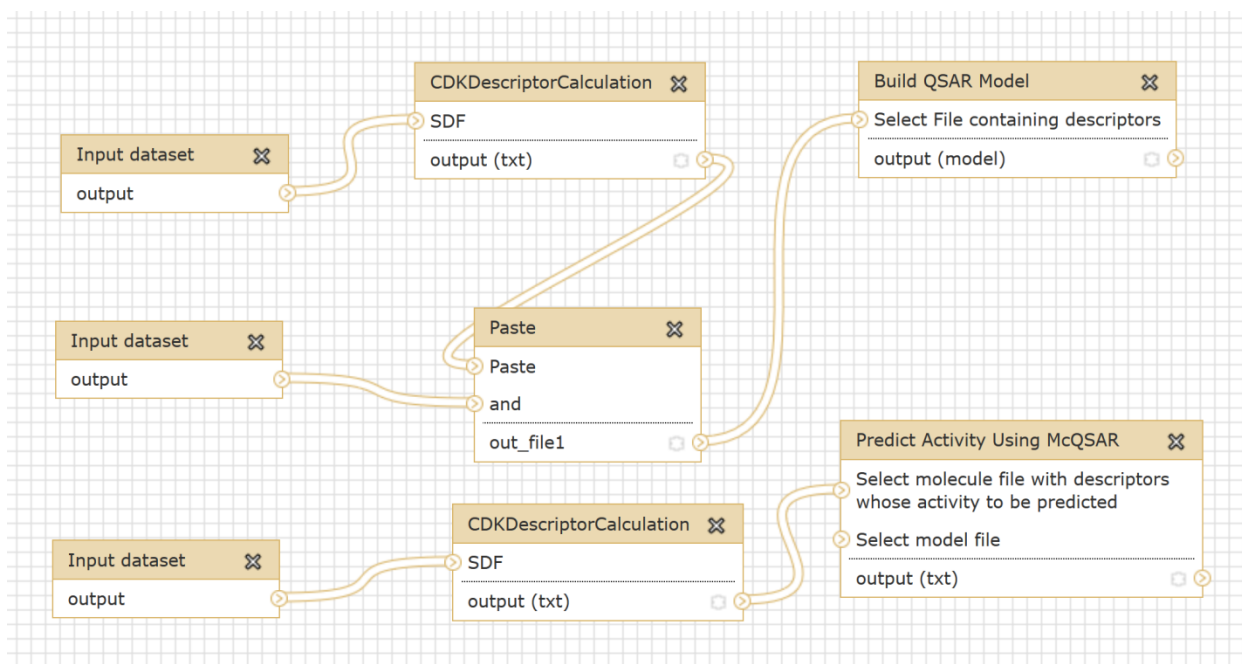 CDKDescriptorCalculation
SDF
output (txt)
Build QSAR Model
Select File containing descriptors
output (model)
Input dataset
output
Input dataset
output
Paste
Paste
and
out_file1
Predict Activity Using McQSAR
Select molecule file with descriptors
whose activity to be predicted
Select model file
output (txt)
CDKDescriptorCalculation
SDF
output (txt)
Input dataset
output